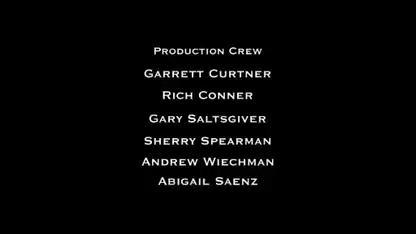 Production Crew
Garrett Curtner
Rich Conner
Gary Saltsgiver
Sherry Spearman
Andrew Wiechman
Abigail Saenz